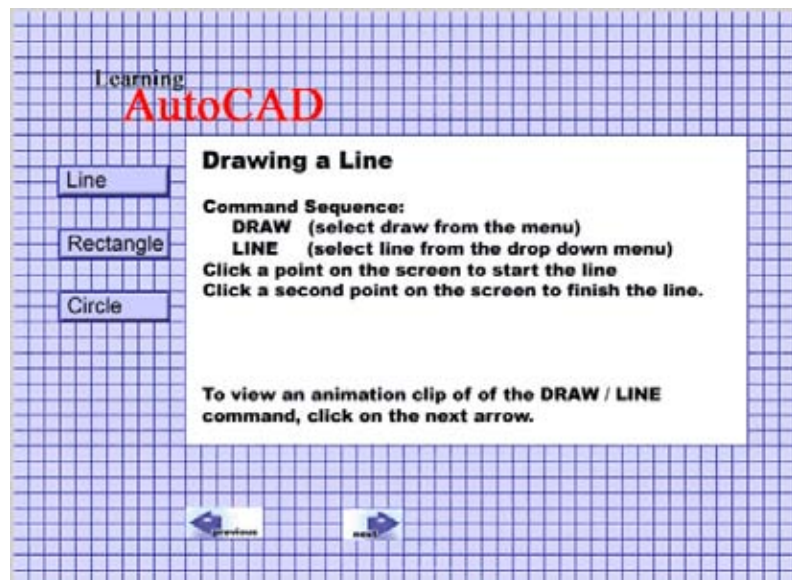 Learning
AutoCAD
Line
Rectangle
Circle
Drawing a Line
Command Sequence:
DRAW (select draw from the menu)
LINE (select line from the drop down menu)
Click a point on the screen to start the line
Click a second point on the screen to finish the line.
To view an animation clip of of the DRAW / LINE
command, click on the next arrow.
previous
next